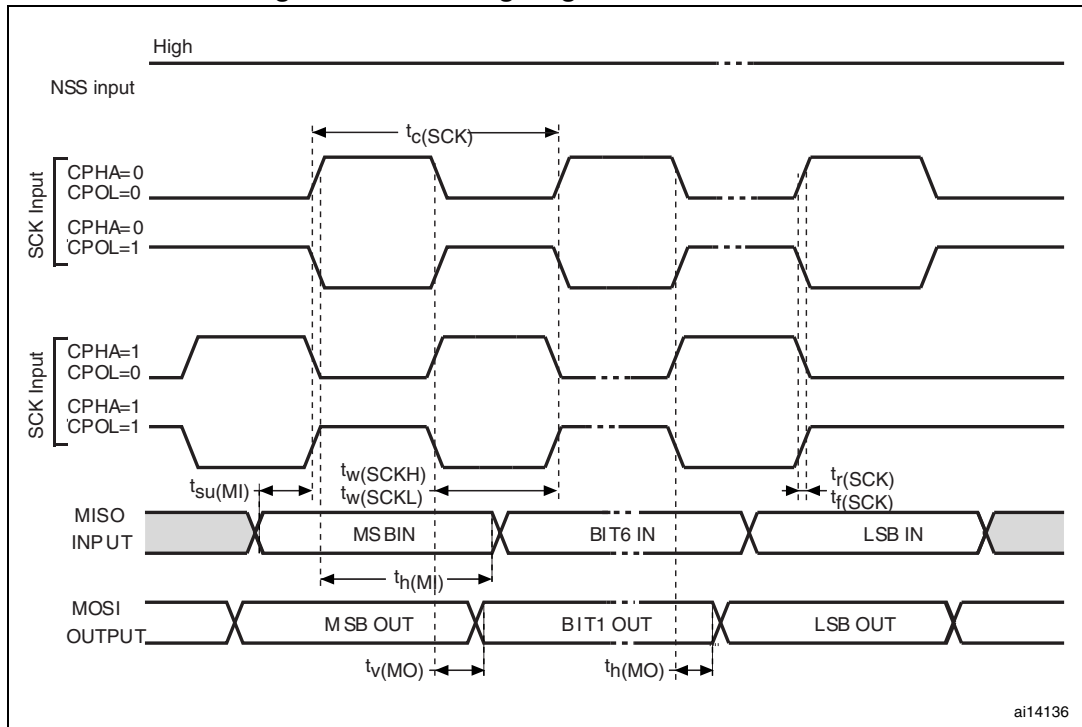 High
NSS input
tc(SCK)
SCK Input
CPHA=0
CPOL=0
CPHA=0
CPOL=1
SCK Input
CPHA=1
CPOL=0
CPHA=1
CPOL=1
tsu(MI)
tw(SCKH)
tw(SCKL)
tr(SCK)
tf(SCK)
MISO
INPUT
MSBIN
BIT6 IN
LSB IN
th(MI)
MOSI
OUTPUT
MSB OUT
BIT1 OUT
LSB OUT
tv(MO)
th(MO)
ai14136